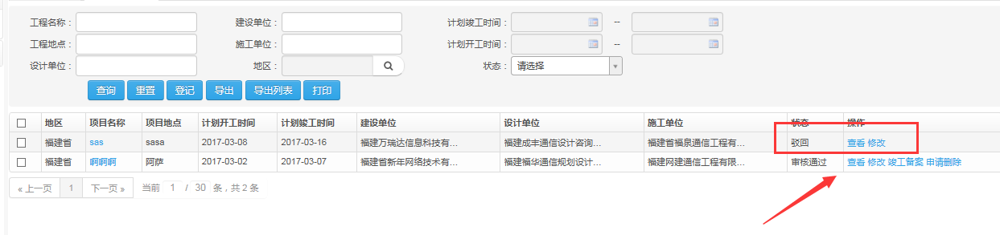 工程名称： 建设单位： 计划竣工时间： --
工程地点： 施工单位： 计划开工时间： --
设计单位： 地区： 状态： 请选择
查询 重置 登记 导出 导出列表 打印
地区 项目名称 项目地点 计划开工时间 计划竣工时间 建设单位 设计单位 施工单位 状态 操作
福建省 sas sasa 2017-03-08 2017-03-16 福建万瑞达信息科技有... 福建成丰通信设计咨询... 福建省福泉通信工程有... 驳回 查看 修改
福建省 啊啊啊 阿萨 2017-03-02 2017-03-07 福建省新年网络技术有... 福建福华通信规划设计... 福建网建通信工程有限... 审核通过 查看 修改 竣工备案 申请删除
« 上一页 1 下一页 » 当前 1 / 30 条，共 2 条